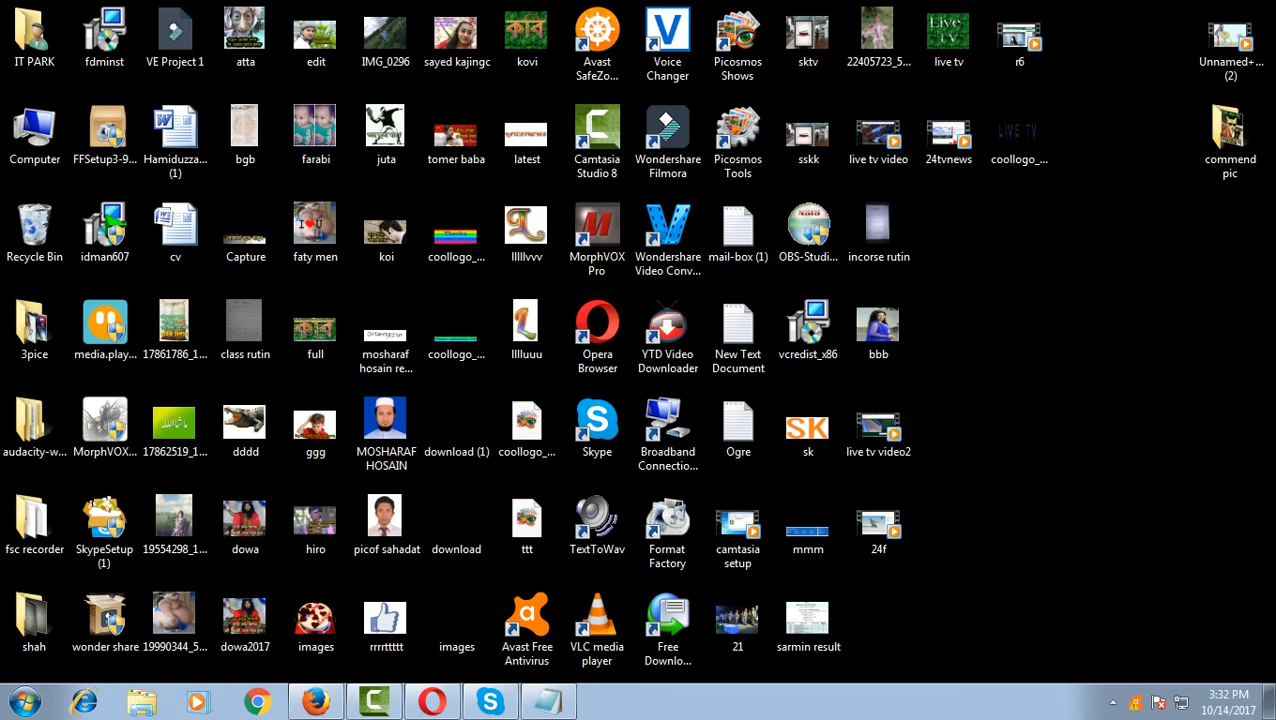 IT PARK
fdminst
VE Project 1
atta
edit
IMG_0296
sayed kajingc
kovi
Avast
SafeZo...
Voice
Changer
Picosmos
Shows
sktv
22405723_5...
live tv
r6
Unnamed+...
(2)
Computer
FFSetup3-9...
Hamiduzza...
(1)
bgb
farabi
juta
tomer baba
latest
Camtasia
Studio 8
Wondershare
Filmora
Picosmos
Tools
sskk
live tv video
24tvnews
coollogo_...
commend
pic
Recycle Bin
idman607
cv
Capture
faty men
koi
coollogo_...
lllllvvv
MorphVOX
Pro
Wondershare
Video Conv...
mail-box (1)
OBS-Studi...
incorse rutin
3pice
media.play...
17861786_1...
class rutin
full
mosharaf
hosain re...
coollogo_...
lllluuu
Opera
Browser
YTD Video
Downloader
New Text
Document
vcredist_x86
bbb
audacity-w...
MorphVOX...
17862519_1...
dddd
ggg
MOSHARAF
HOSAIN
download (1)
coollogo_...
Skype
Broadband
Connectio...
Ogre
SK
sk
live tv video2
fsc recorder
SkypeSetup
(1)
19554298_1...
dowa
hiro
picof sahadat
download
ttt
TextToWav
Format
Factory
camtasia
setup
mmm
24f
wonder share
19990344_5...
dowa2017
images
rrrrttttt
images
Avast Free
Antivirus
VLC media
player
Free
Downlo...
21
sarmin result
3:32 PM
10/14/2017